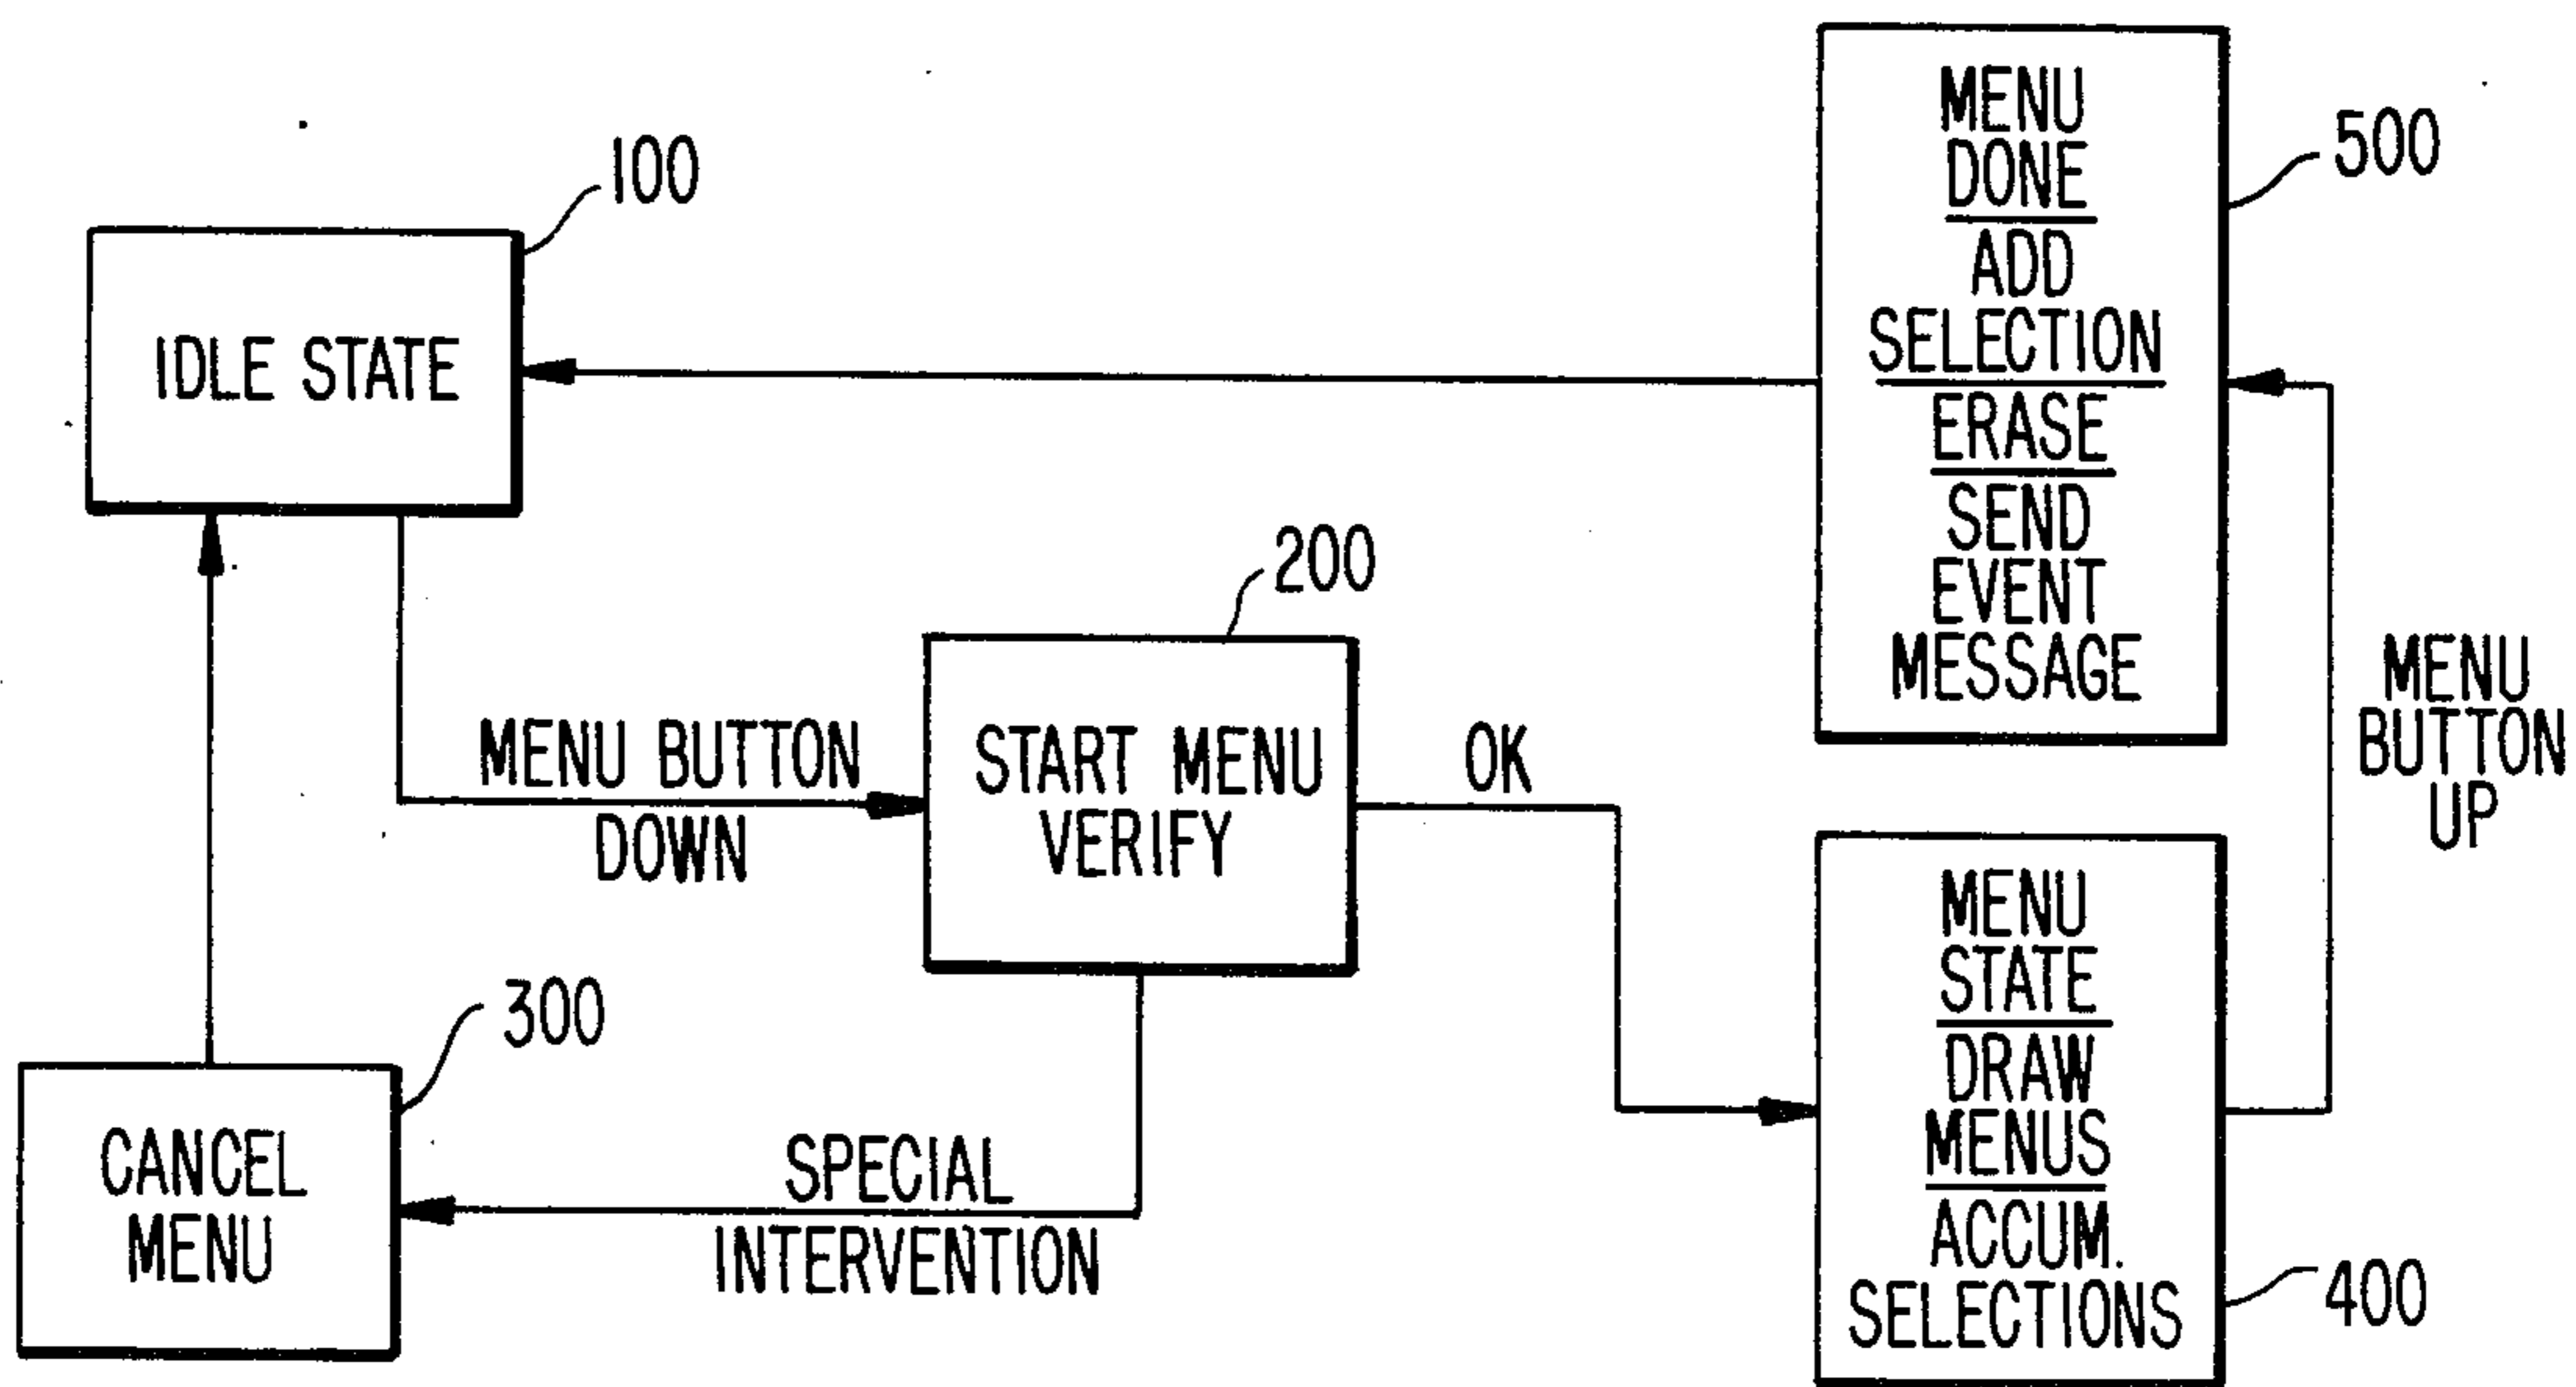 100
IDLE STATE
MENU BUTTON
DOWN
200
START MENU
VERIFY
OK
SPECIAL
INTERVENTION
300
CANCEL
MENU
MENU
DONE
ADD
SELECTION
ERASE
SEND
EVENT
MESSAGE
500
MENU
BUTTON
UP
MENU
STATE
DRAW
MENUS
ACCUM.
SELECTIONS
400